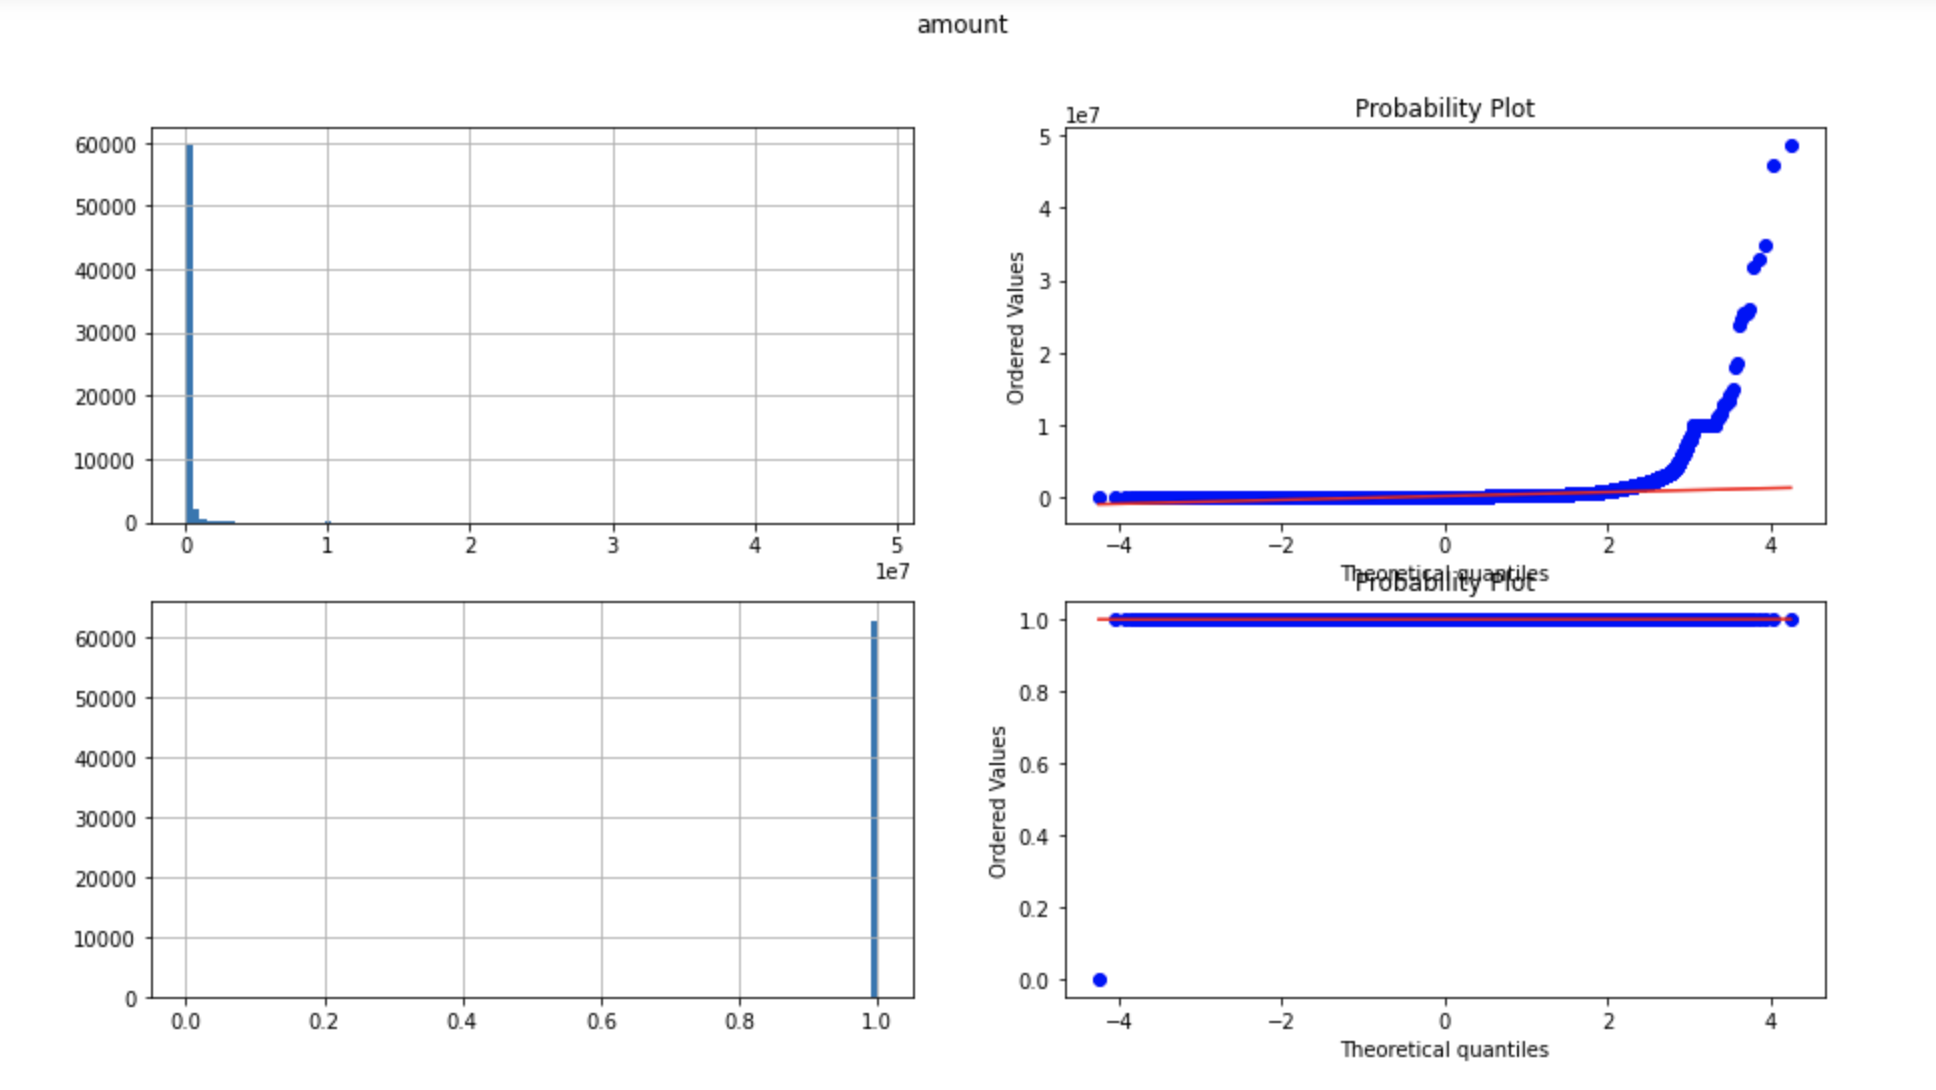 amount
60000
50000
40000
30000
20000
10000
0
0 1 2 3 4 5
1e7
Probability Plot
1e7
5
4
3
2
1
0
Ordered Values
−4 −2 0 2 4
Theoretical quantiles
60000
50000
40000
30000
20000
10000
0
0.0 0.2 0.4 0.6 0.8 1.0
Probability Plot
1.0
0.8
0.6
0.4
0.2
0.0
Ordered Values
−4 −2 0 2 4
Theoretical quantiles